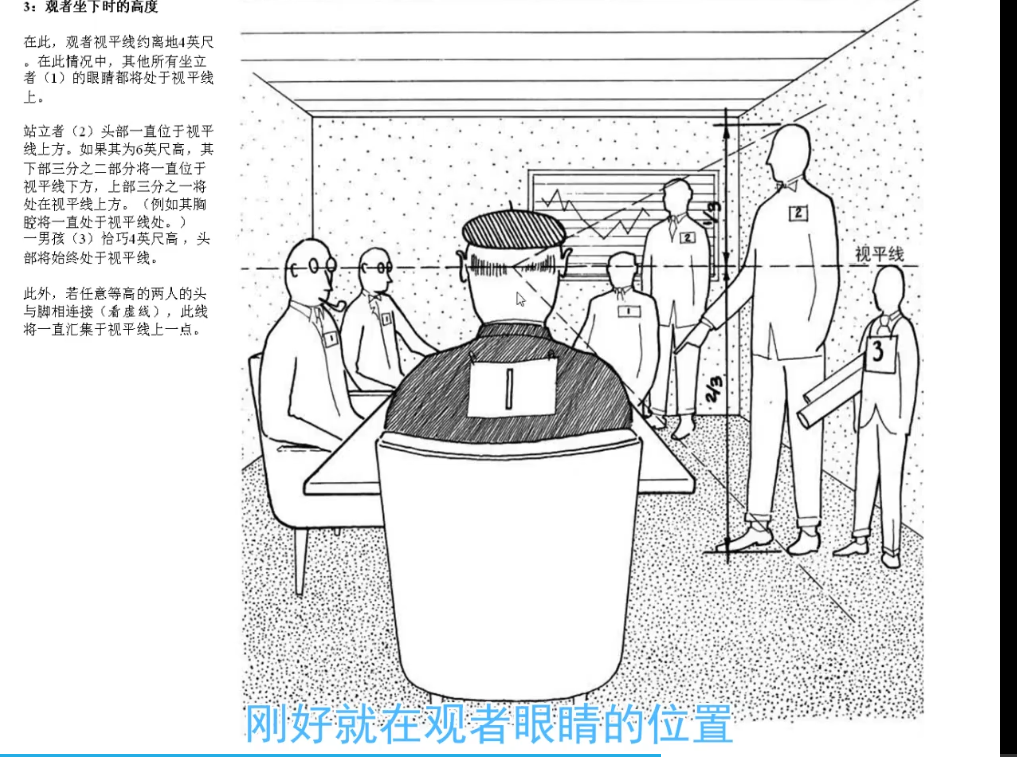 3：观者坐下时的高度
在此，观者视平线约离地4英尺
。在此情况中，其他所有坐立
者（1）的眼睛都将处于视平线
上。
站立者（2）头部一直位于视平
线上方。如果其为6英尺高，其
下部三分之二部分将一直位于
视平线下方，上部三分之一将
处在视平线上方。（例如其胸
腔将一直处于视平线处。）
一男孩（3）恰巧4英尺高，头
部将始终处于视平线。
此外，若任意等高的两人的头
与脚相连接（看虚线），此线
将一直汇集于视平线上一点。
1/3
2
2
视平线
1
1
1
3
2/3
1
刚好就在观者眼睛的位置